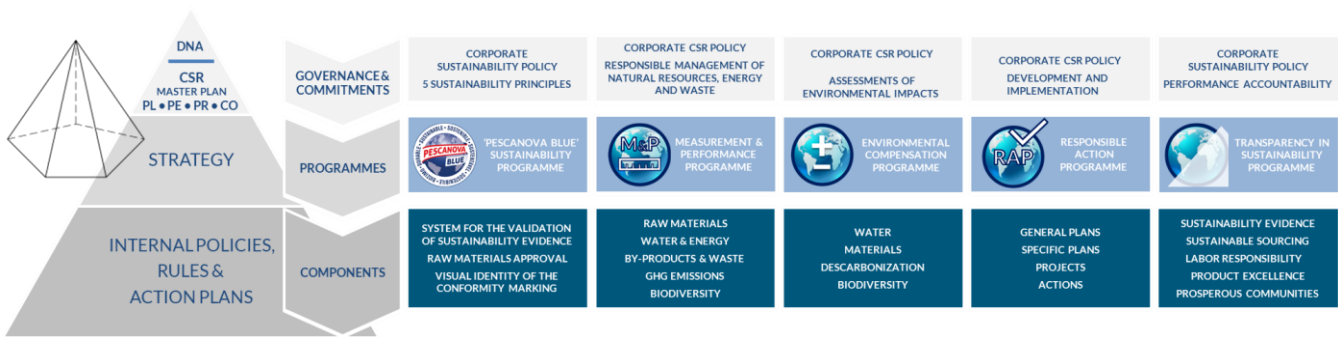 DNA
CSR
MASTER PLAN
PL • PE • PR • CO
STRATEGY
INTERNAL POLICIES,
RULES &
ACTION PLANS
GOVERNANCE &
COMMITMENTS
PROGRAMMES
COMPONENTS
CORPORATE
SUSTAINABILITY POLICY
5 SUSTAINABILITY PRINCIPLES
CORPORATE CSR POLICY
RESPONSIBLE MANAGEMENT OF
NATURAL RESOURCES, ENERGY
AND WASTE
CORPORATE CSR POLICY
ASSESSMENTS OF
ENVIRONMENTAL IMPACTS
CORPORATE CSR POLICY
DEVELOPMENT AND
IMPLEMENTATION
CORPORATE
SUSTAINABILITY POLICY
PERFORMANCE ACCOUNTABILITY
PESCANOVA
BLUE
'PESCANOVA BLUE'
SUSTAINABILITY
PROGRAMME
M&P
MEASUREMENT &
PERFORMANCE
PROGRAMME
ENVIRONMENTAL
COMPENSATION
PROGRAMME
RAP
RESPONSIBLE
ACTION
PROGRAMME
TRANSPARENCY IN
SUSTAINABILITY
PROGRAMME
SYSTEM FOR THE VALIDATION
OF SUSTAINABILITY EVIDENCE
RAW MATERIALS APPROVAL
VISUAL IDENTITY OF THE
CONFORMITY MARKING
RAW MATERIALS
WATER & ENERGY
BY-PRODUCTS & WASTE
GHG EMISSIONS
BIODIVERSITY
WATER
MATERIALS
DESCARBONIZATION
BIODIVERSITY
GENERAL PLANS
SPECIFIC PLANS
PROJECTS
ACTIONS
SUSTAINABILITY EVIDENCE
SUSTAINABLE SOURCING
LABOR RESPONSIBILITY
PRODUCT EXCELLENCE
PROSPEROUS COMMUNITIES